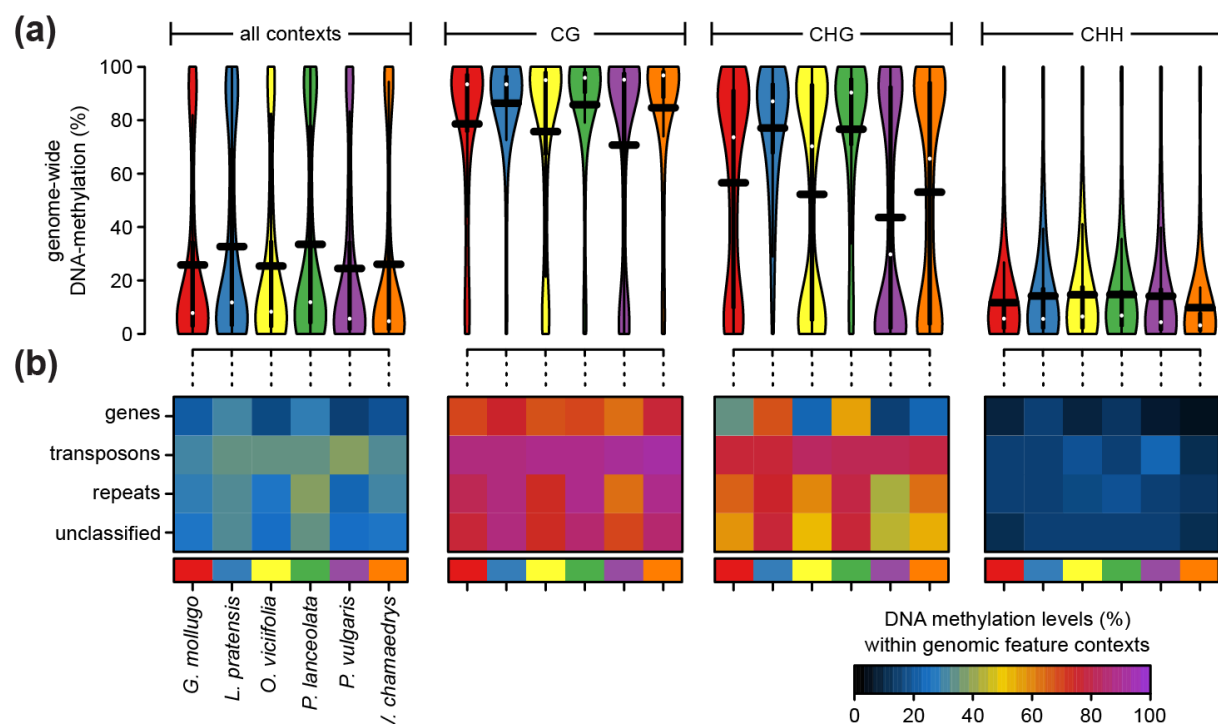 (a)
all contexts
CG
CHG
CHH
genome-wide
DNA-methylation (%)
100
80
60
40
20
0
(b)
genes
transposons
repeats
unclassified
G. mollugo
L. pratensis
O. viciifolia
P. lanceolata
P. vulgaris
/. chamaedrys
DNA methylation levels (%)
within genomic feature contexts
0 20 40 60 80 100